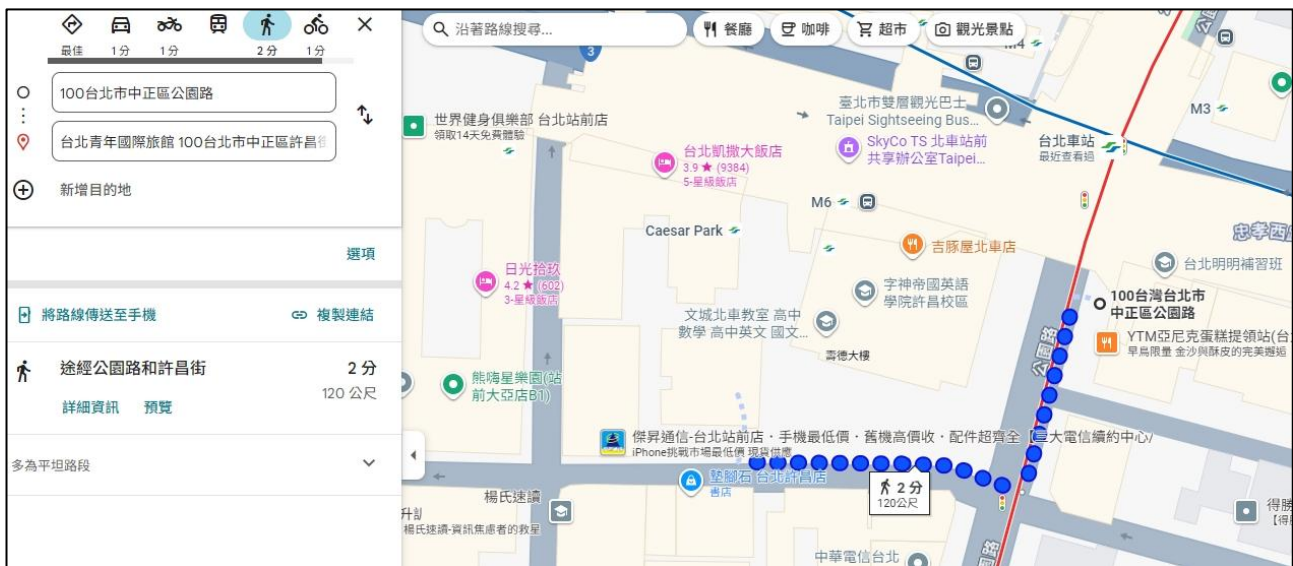 最佳
1 分
1 分
2 分
1 分
100台北市中正區公園路
台北青年國際旅館 100台北市中正區許昌
新增目的地
選項
將路線傳送至手機
複製連結
途經公園路和許昌街
2 分
120 公尺
詳細資訊
預覽
多為平坦路段
沿著路線搜尋...
餐廳
咖啡
超市
觀光景點
3
M4
M3
臺北市雙層觀光巴士
Taipei Sightseeing Bus...
世界健身俱樂部 台北站前店
領取14天免費體驗
台北凱撒大飯店
3.9 ★ (9384)
5-星級飯店
SkyCo TS 北車站前
共享辦公室Taipei...
台北車站
最近查看過
M6
Caesar Park
吉豚屋北車店
忠孝西
台北明明補習班
日光拾玖
4.2 ★ (602)
3-星級飯店
字神帝國英語
學院許昌校區
100台灣台北市
中正區公園路
文城北車教室 高中
數學 高中英文 國文...
壽德大樓
公園路
YTM亞尼克蛋糕提領站(台
早鳥限量 金沙與酥皮的完美邂逅
熊嗨星樂園(站
前大亞店B1)
傑昇通信-台北站前店・手機最低價・舊機高價收・配件超齊全
大電信續約中心/
iPhone挑戰市場最低價 現貨供應
墊腳石 台北許昌店
書店
2 分
120公尺
楊氏速讀
楊氏速讀-資訊焦慮者的救星
得勝
中華電信台北